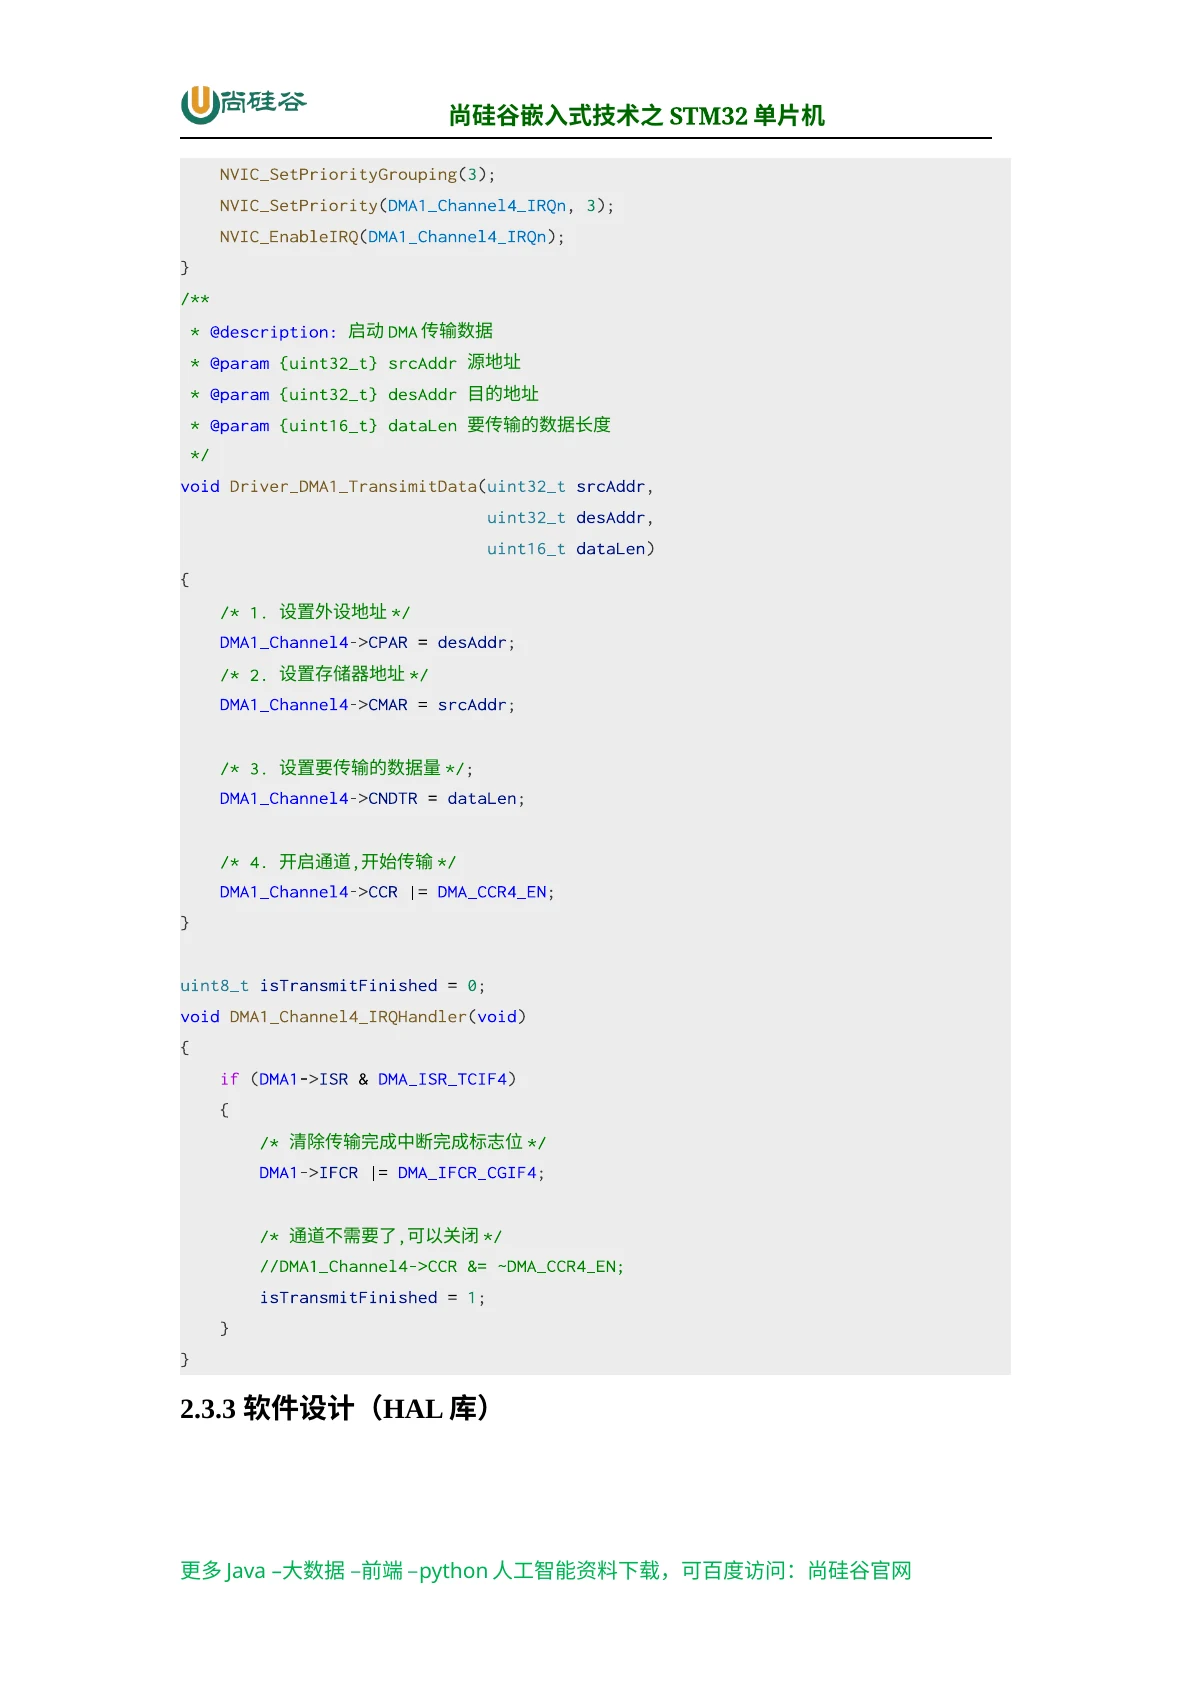 尚硅谷
尚硅谷嵌入式技术之 STM32 单片机
    NVIC_SetPriorityGrouping(3);
    NVIC_SetPriority(DMA1_Channel4_IRQn, 3);
    NVIC_EnableIRQ(DMA1_Channel4_IRQn);
}
/**
 * @description: 启动 DMA 传输数据
 * @param {uint32_t} srcAddr 源地址
 * @param {uint32_t} desAddr 目的地址
 * @param {uint16_t} dataLen 要传输的数据长度
 */
void Driver_DMA1_TransimitData(uint32_t srcAddr,
                               uint32_t desAddr,
                               uint16_t dataLen)
{
    /* 1. 设置外设地址 */
    DMA1_Channel4->CPAR = desAddr;
    /* 2. 设置存储器地址 */
    DMA1_Channel4->CMAR = srcAddr;
    /* 3. 设置要传输的数据量 */;
    DMA1_Channel4->CNDTR = dataLen;
    /* 4. 开启通道,开始传输 */
    DMA1_Channel4->CCR |= DMA_CCR4_EN;
}
uint8_t isTransmitFinished = 0;
void DMA1_Channel4_IRQHandler(void)
{
    if (DMA1->ISR & DMA_ISR_TCIF4)
    {
        /* 清除传输完成中断完成标志位 */
        DMA1->IFCR |= DMA_IFCR_CGIF4;
        /* 通道不需要了,可以关闭 */
        //DMA1_Channel4->CCR &= ~DMA_CCR4_EN;
        isTransmitFinished = 1;
    }
}
2.3.3 软件设计（HAL 库）
更多 Java –大数据 –前端 –python 人工智能资料下载，可百度访问：尚硅谷官网